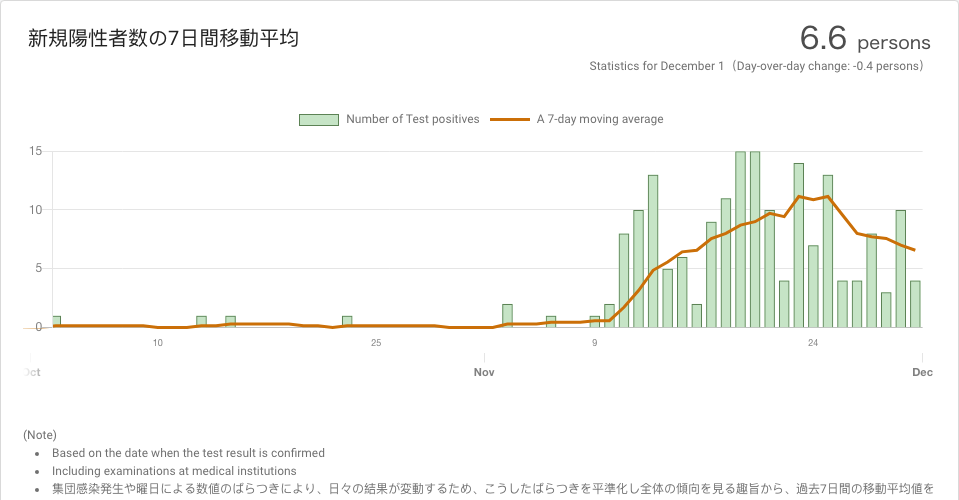 新規陽性者数の7日間移動平均
6.6 persons
Statistics for December 1（Day-over-day change: -0.4 persons）
Number of Test positives
A 7-day moving average
15
10
5
0
10
25
9
24
Oct
Nov
Dec
(Note)
• Based on the date when the test result is confirmed
• Including examinations at medical institutions
• 集団感染発生や曜日による数値のばらつきにより、日々の結果が変動するため、こうしたばらつきを平準化し全体の傾向を見る趣旨から、過去7日間の移動平均値を